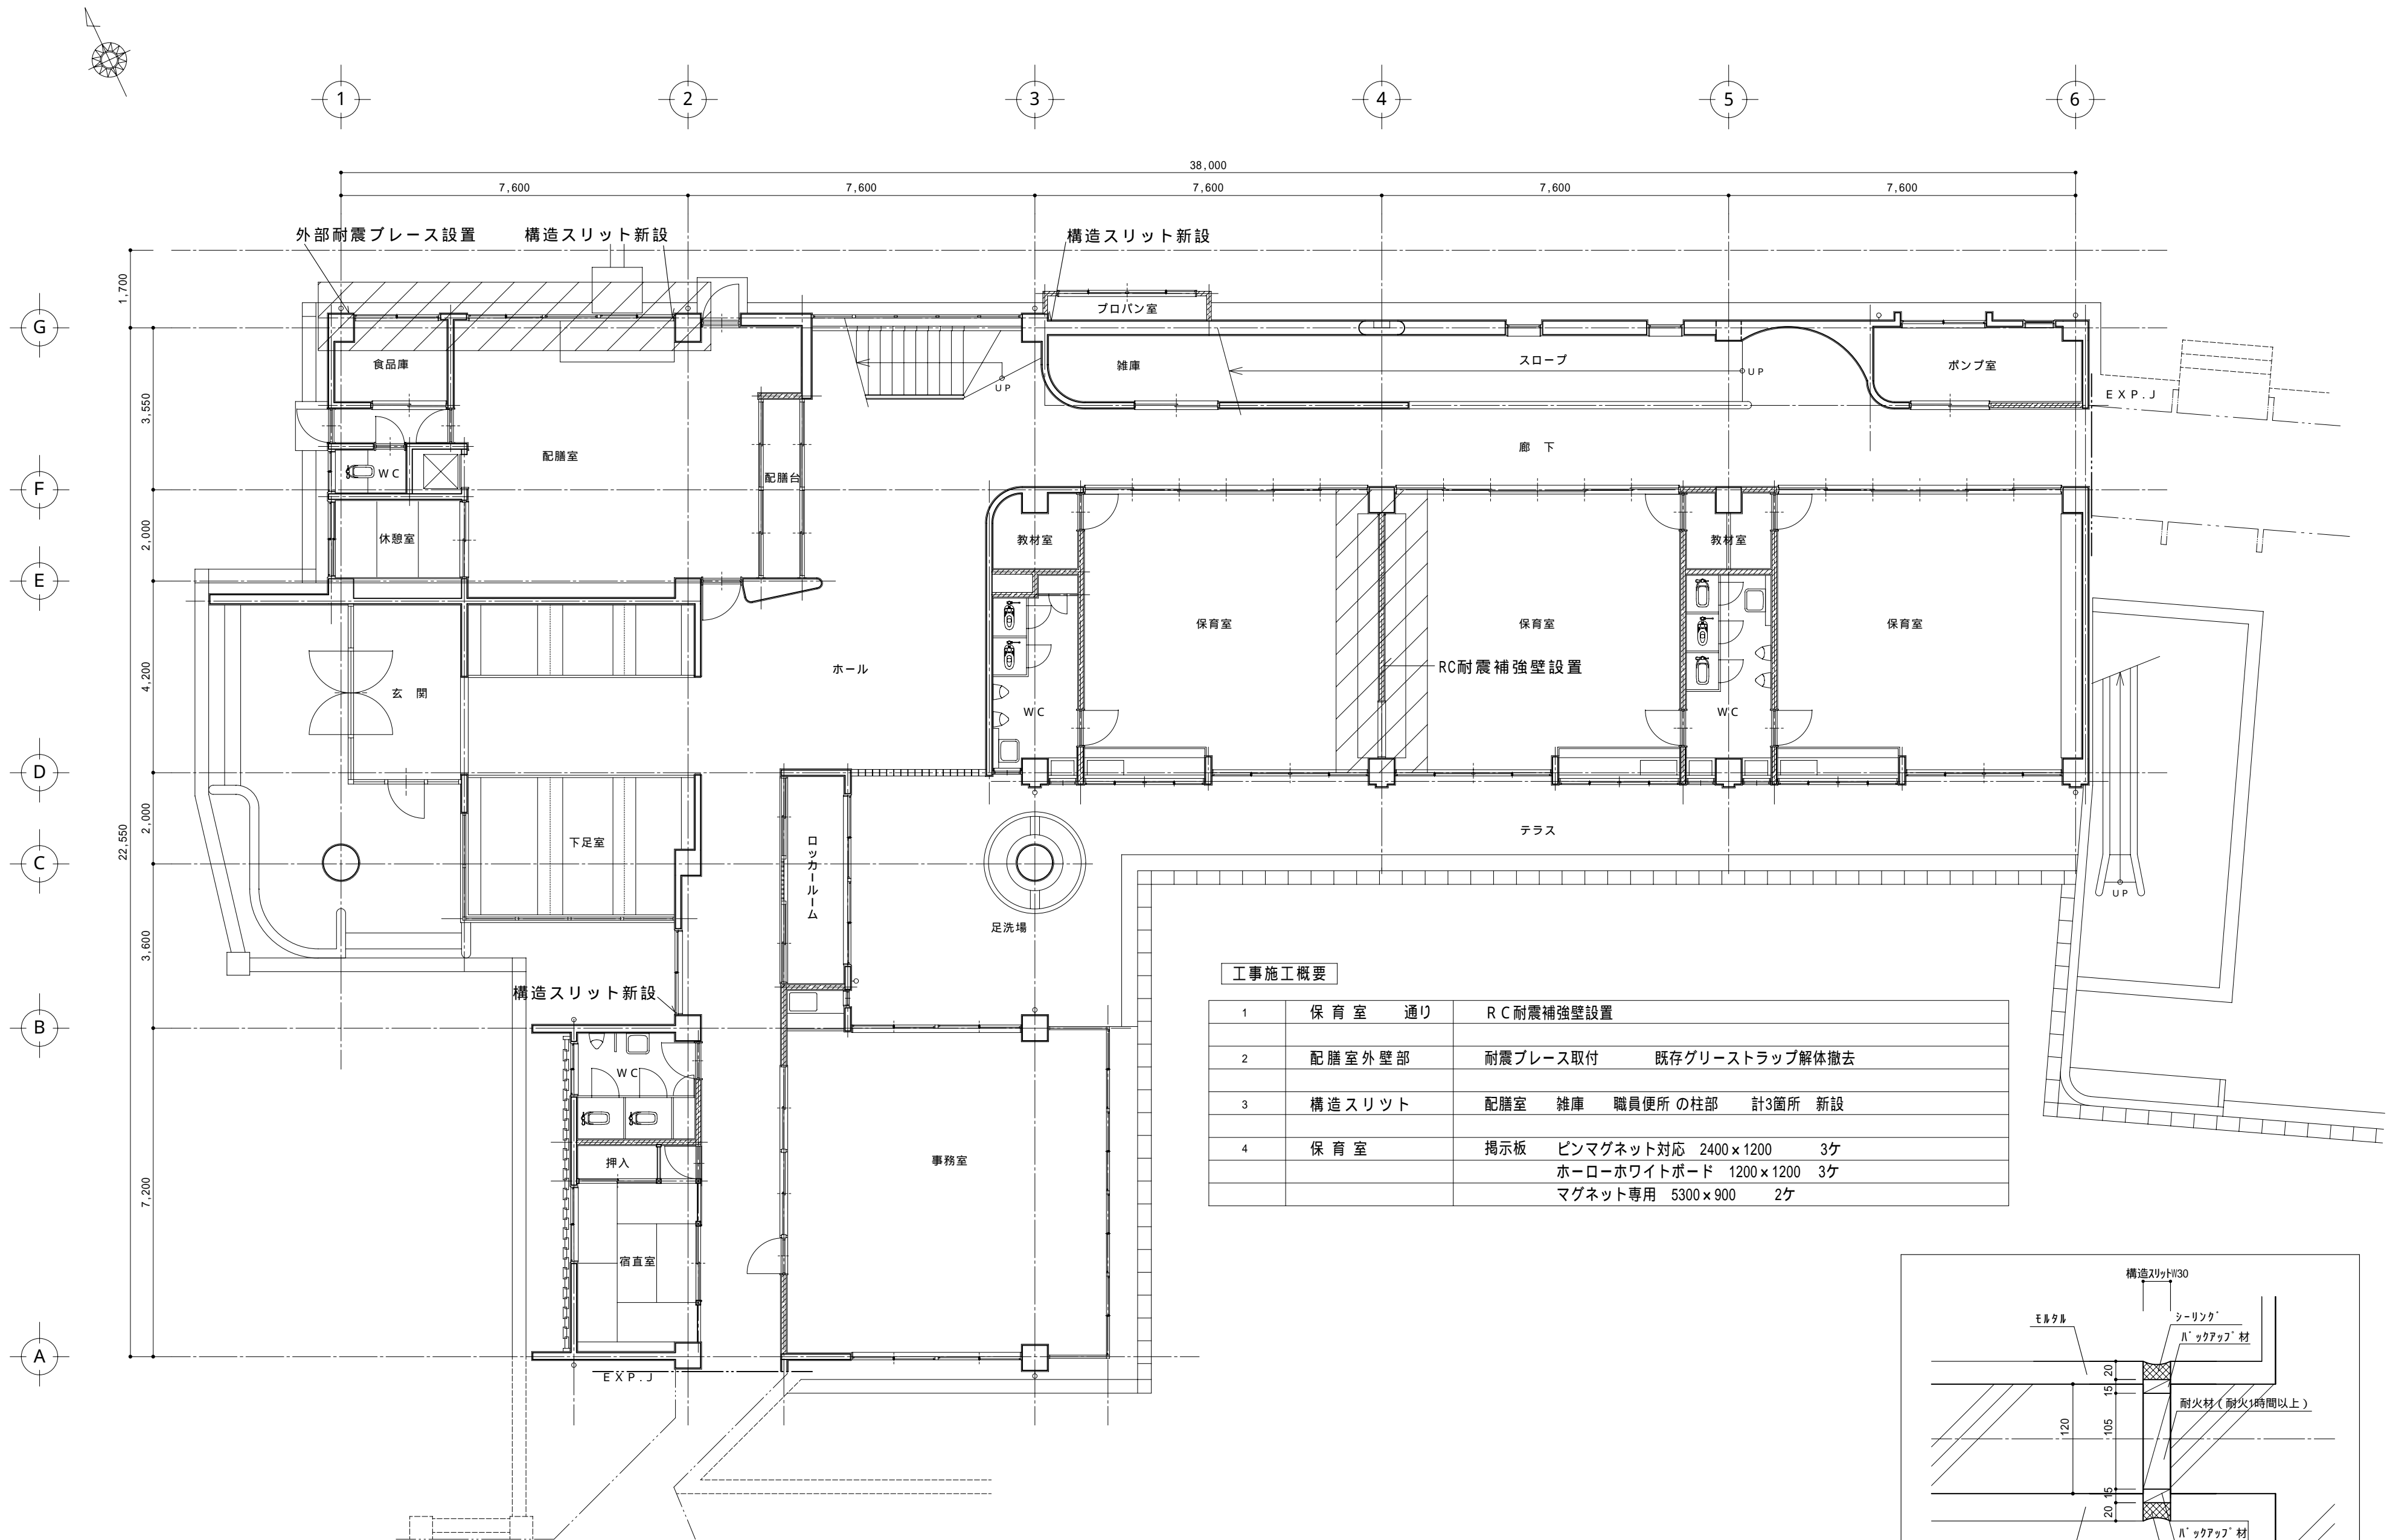 1 2 3 4 5 6
38,000
7,600 7,600 7,600 7,600 7,600
外部耐震ブレース設置 構造スリット新設 構造スリット新設
1,700
G
プロパン室
食品庫 雑庫 スロープ ポンプ室
UP UP
EXP.J
3,550
廊 下
配膳室
WC 配膳台
F
2,000
休憩室 教材室 教材室
E
保育室 保育室 保育室
4,200
ホール
RC耐震補強壁設置
玄 関
WC WC
D
2,000
22,550
テラス
下足室
ロッカールーム
C
UP
足洗場
3,600
工事施工概要
構造スリット新設
1 保 育 室 通り RC耐震補強壁設置
B
2 配膳室外壁部 耐震ブレース取付 既存グリーストラップ解体撤去
WC
3 構造スリット 配膳室 雑庫 職員便所 の柱部 計3箇所 新設
4 保 育 室 掲示板 ピンマグネット対応 2400x1200 3ケ
ホーローホワイトボード 1200x1200 3ケ
マグネット専用 5300x900 2ケ
7,200
押入 事務室
宿直室
A
EXP.J
構造スリットW30
モルタル シーリング
バックアップ材
20
15
耐火材(耐火1時間以上)
120 105
15
20
バックアップ材